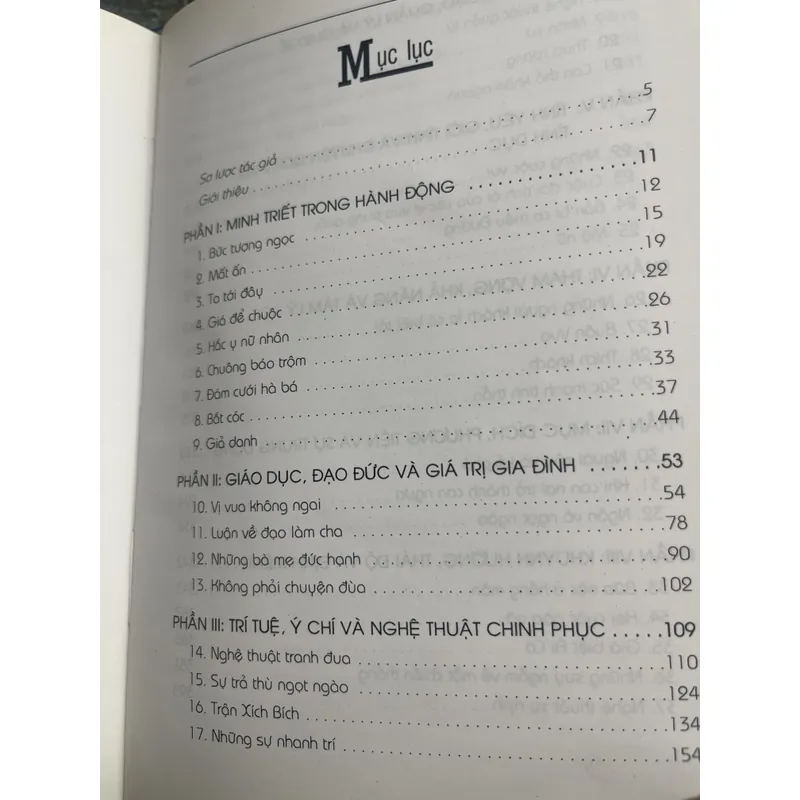 Mục lục
Sơ lược tác giả . . . . . . . . . . . . . . . . . . . . . . . . . . . . 5
Giới thiệu . . . . . . . . . . . . . . . . . . . . . . . . . . . . 7
PHẦN I: MINH TRIẾT TRONG HÀNH ĐỘNG . . . . . . . . . . . . 11
1. Bức tượng ngọc . . . . . . . . . . . . . . . . . . . . . . . . 12
2. Mất ấn . . . . . . . . . . . . . . . . . . . . . . . . 15
3. Ta tới đây . . . . . . . . . . . . . . . . . . . . . . . . 19
4. Giá để chuộc . . . . . . . . . . . . . . . . . . . . . . . . 22
5. Hắc y nữ nhân . . . . . . . . . . . . . . . . . . . . . . . . 26
6. Chuông báo trộm . . . . . . . . . . . . . . . . . . . . . . . . 31
7. Đám cưới hà bá . . . . . . . . . . . . . . . . . . . . . . . . 33
8. Bắt cóc . . . . . . . . . . . . . . . . . . . . . . . . 37
9. Giả danh . . . . . . . . . . . . . . . . . . . . . . . . 44
PHẦN II: GIÁO DỤC, ĐẠO ĐỨC VÀ GIÁ TRỊ GIA ĐÌNH . . . . . . . 53
10. Vị vua không ngai . . . . . . . . . . . . . . . . . . . . . . . . 54
11. Luận về đạo làm cha . . . . . . . . . . . . . . . . . . . . . . . . 78
12. Những bà mẹ đức hạnh . . . . . . . . . . . . . . . . . . . . . . . . 90
13. Không phải chuyện đùa . . . . . . . . . . . . . . . . . . . . . . . . 102
PHẦN III: TRÍ TUỆ, Ý CHÍ VÀ NGHỆ THUẬT CHINH PHỤC . . . . . 109
14. Nghệ thuật tranh đua . . . . . . . . . . . . . . . . . . . . . . . . 110
15. Sự trả thù ngọt ngào . . . . . . . . . . . . . . . . . . . . . . . . 124
16. Trận Xích Bích . . . . . . . . . . . . . . . . . . . . . . . . 134
17. Những sự nhanh trí . . . . . . . . . . . . . . . . . . . . . . . . 154